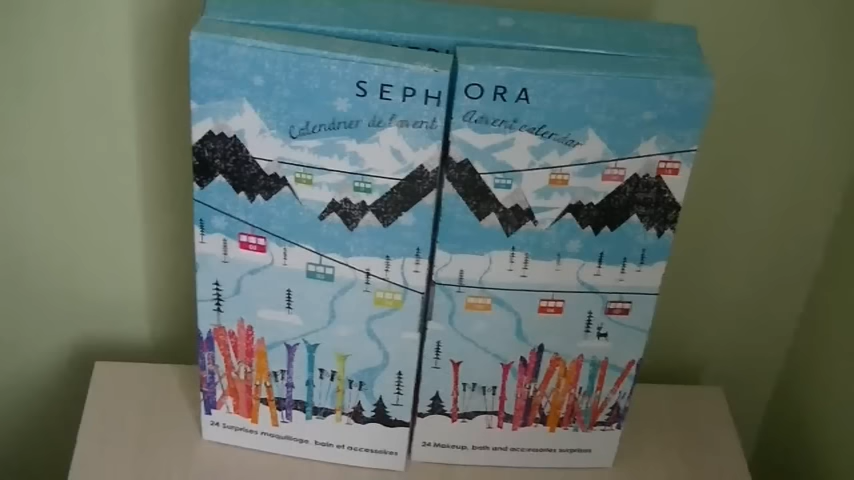 SEPHORA
Calendrier de l'avent Advent calendar
24 Surprises maquillage, bain et accessoires
24 Makeup, bath and accessories surprises